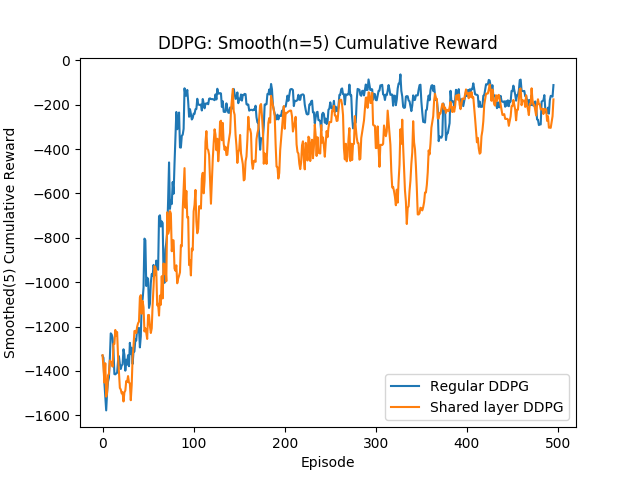 DDPG: Smooth(n=5) Cumulative Reward
Smoothed(5) Cumulative Reward
0
−200
−400
−600
−800
−1000
−1200
−1400
−1600
0 100 200 300 400 500
Episode
Regular DDPG
Shared layer DDPG